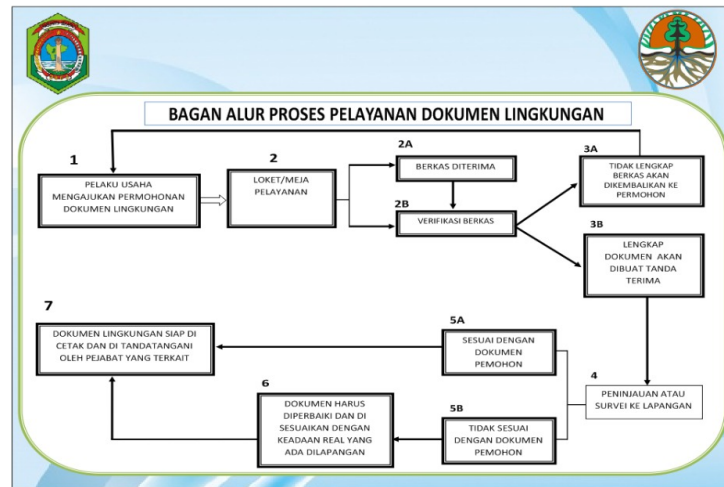 BAGAN ALUR PROSES PELAYANAN DOKUMEN LINGKUNGAN
1
PELAKU USAHA
MENGAJUKAN PERMOHONAN
DOKUMEN LINGKUNGAN
2
LOKET/MEJA
PELAYANAN
2A
BERKAS DITERIMA
2B
VERIFIKASI BERKAS
3A
TIDAK LENGKAP
BERKAS AKAN
DIKEMBALIKAN KE
PERMOHON
3B
LENGKAP
DOKUMEN AKAN
DIBUAT TANDA
TERIMA
4
PENINJAUAN ATAU
SURVEI KE LAPANGAN
5A
SESUAI DENGAN
DOKUMEN
PEMOHON
5B
TIDAK SESUAI
DENGAN DOKUMEN
PEMOHON
6
DOKUMEN HARUS
DIPERBAIKI DAN DI
SESUAIKAN DENGAN
KEADAAN REAL YANG
ADA DILAPANGAN
7
DOKUMEN LINGKUNGAN SIAP DI
CETAK DAN DI TANDATANGANI
OLEH PEJABAT YANG TERKAIT